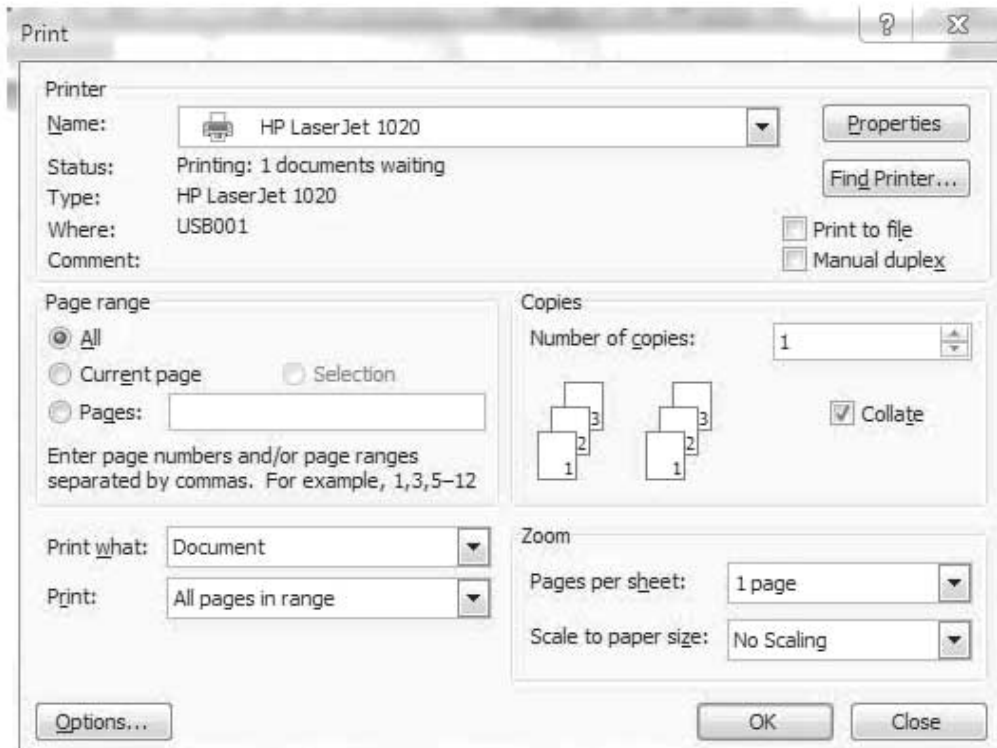 Print
Printer
Name: HP LaserJet 1020 Properties
Status: Printing: 1 documents waiting
Type: HP LaserJet 1020 Find Printer...
Where: USB001 Print to file
Comment: Manual duplex
Page range
All
Current page Selection
Pages:
Enter page numbers and/or page ranges
separated by commas. For example, 1,3,5–12
Copies
Number of copies: 1
3 3
2 2
1 1
Collate
Print what: Document
Print: All pages in range
Zoom
Pages per sheet: 1 page
Scale to paper size: No Scaling
Options... OK Close